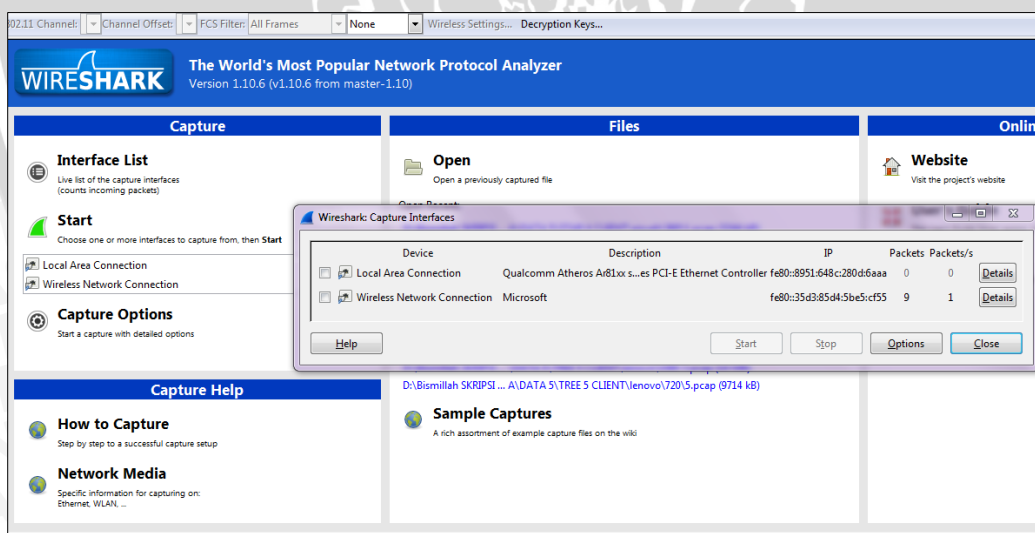 802.11 Channel: Channel Offset: FCS Filter: All Frames None Wireless Settings... Decryption Keys...
WIRESHARK
The World's Most Popular Network Protocol Analyzer
Version 1.10.6 (v1.10.6 from master-1.10)
Capture
Interface List
Live list of the capture interfaces
(counts incoming packets)
Start
Choose one or more interfaces to capture from, then Start
Local Area Connection
Wireless Network Connection
Capture Options
Start a capture with detailed options
Capture Help
How to Capture
Step by step to a successful capture setup
Network Media
Specific information for capturing on:
Ethernet, WLAN, ...
Files
Open
Open a previously captured file
Open Recent:
Wireshark: Capture Interfaces
Device Description IP Packets Packets/s
Local Area Connection Qualcomm Atheros Ar81xx s...es PCI-E Ethernet Controller fe80::8951:648c:280d:6aaa 0 0 Details
Wireless Network Connection Microsoft fe80::35d3:85d4:5be5:cf55 9 1 Details
Help Start Stop Options Close
D:\Bismillah SKRIPSI ... A\DATA 5\TREE 5 CLIENT\lenovo\720\5.pcap (9714 kB)
Sample Captures
A rich assortment of example capture files on the wiki
Onlin
Website
Visit the project's website